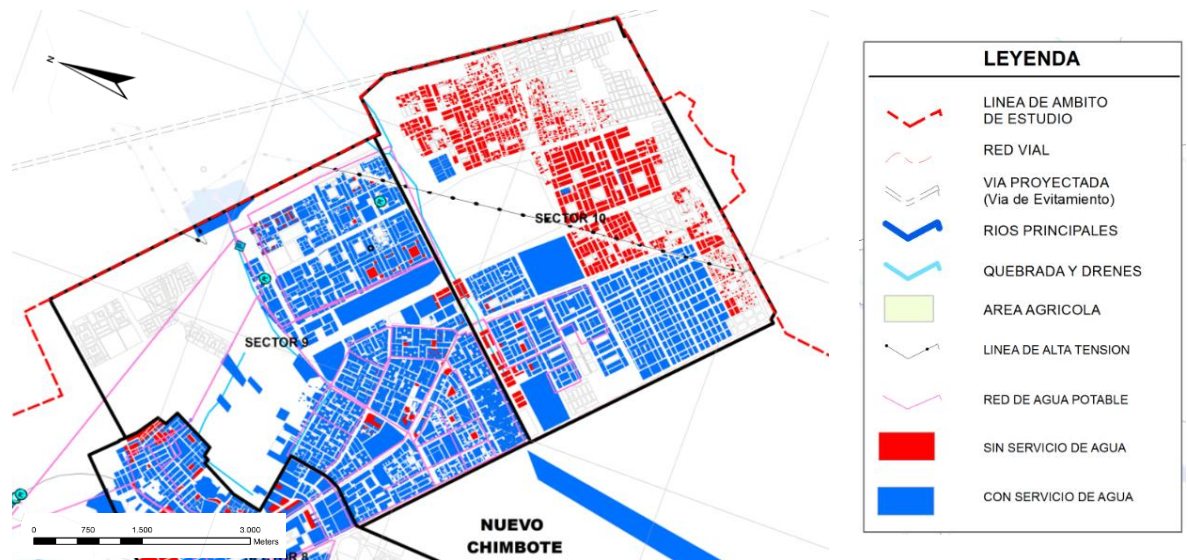 N
SECTOR 10
SECTOR 9
0 750 1.500 3.000
Meters
NUEVO
CHIMBOTE
LEYENDA
LINEA DE AMBITO
DE ESTUDIO
RED VIAL
VIA PROYECTADA
(Via de Evitamiento)
RIOS PRINCIPALES
QUEBRADA Y DRENES
AREA AGRICOLA
LINEA DE ALTA TENSION
RED DE AGUA POTABLE
SIN SERVICIO DE AGUA
CON SERVICIO DE AGUA